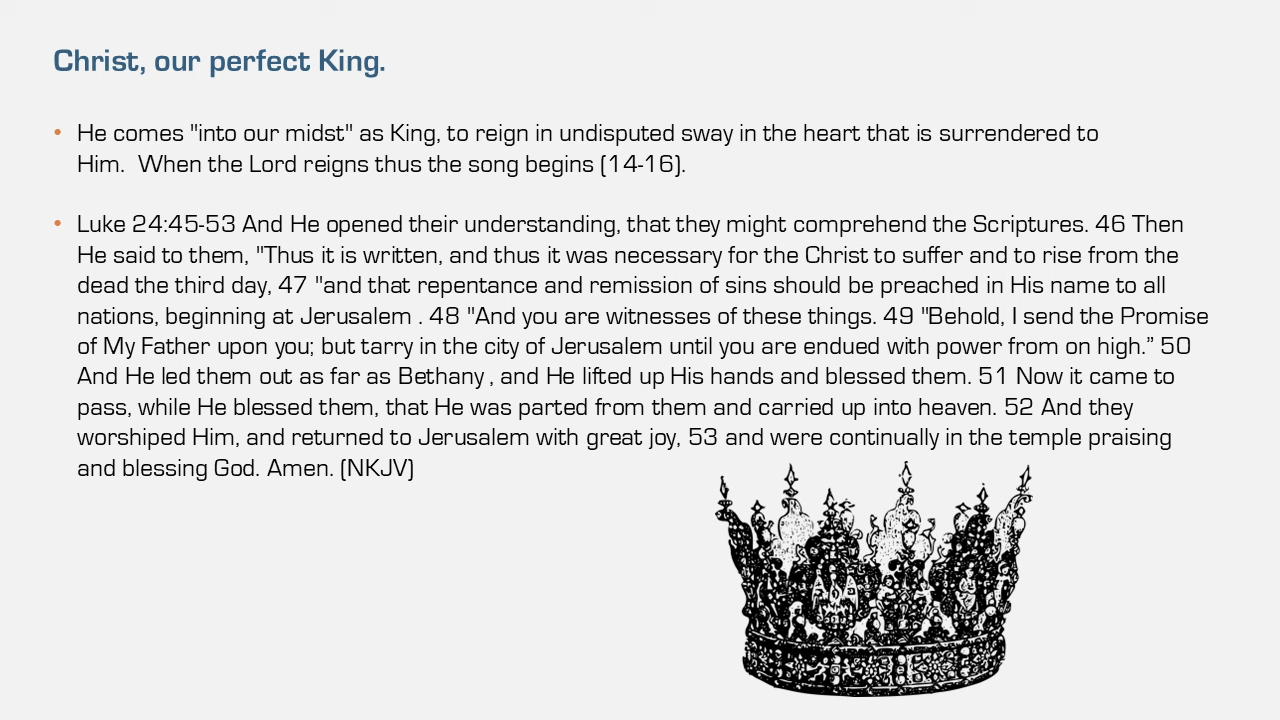 Christ, our perfect King.
• He comes "into our midst" as King, to reign in undisputed sway in the heart that is surrendered to
Him.  When the Lord reigns thus the song begins (14-16).
• Luke 24:45-53 And He opened their understanding, that they might comprehend the Scriptures. 46 Then
He said to them, "Thus it is written, and thus it was necessary for the Christ to suffer and to rise from the
dead the third day, 47 "and that repentance and remission of sins should be preached in His name to all
nations, beginning at Jerusalem . 48 "And you are witnesses of these things. 49 "Behold, I send the Promise
of My Father upon you; but tarry in the city of Jerusalem until you are endued with power from on high.” 50
And He led them out as far as Bethany , and He lifted up His hands and blessed them. 51 Now it came to
pass, while He blessed them, that He was parted from them and carried up into heaven. 52 And they
worshiped Him, and returned to Jerusalem with great joy, 53 and were continually in the temple praising
and blessing God. Amen. (NKJV)